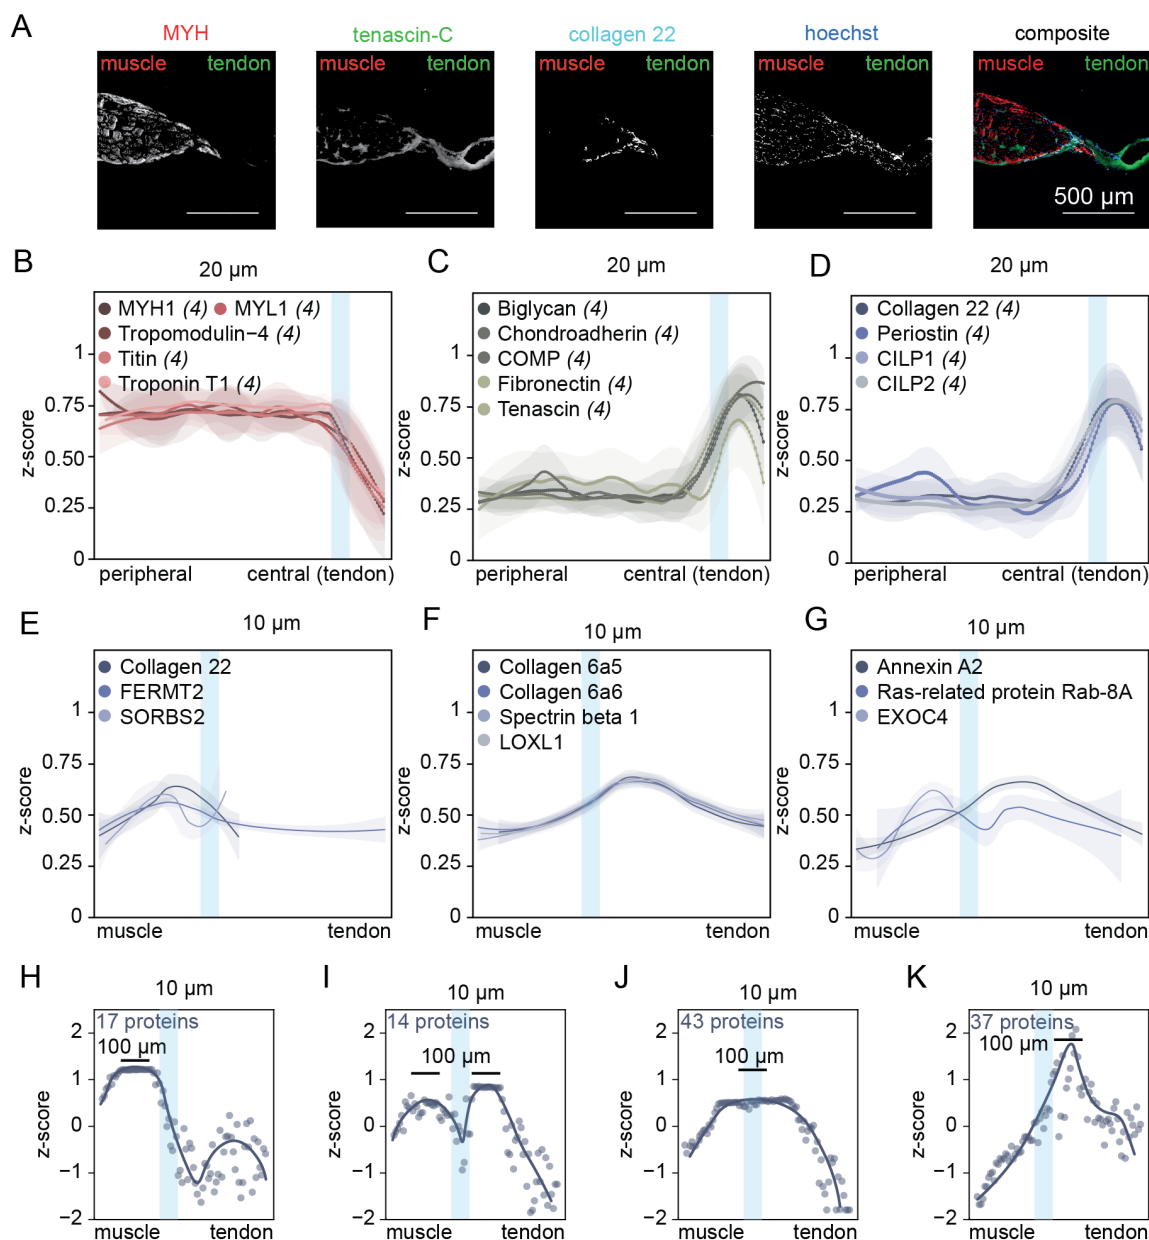 A
MYH
tenascin-C
collagen 22
hoechst
composite
muscle tendon
muscle tendon
muscle tendon
muscle tendon
muscle tendon
500 µm
B
20 µm
MYH1 (4) MYL1 (4)
Tropomodulin−4 (4)
Titin (4)
Troponin T1 (4)
1
0.75
0.50
0.25
0
z-score
peripheral central (tendon)
C
20 µm
Biglycan (4)
Chondroadherin (4)
COMP (4)
Fibronectin (4)
Tenascin (4)
1
0.75
0.50
0.25
0
z-score
peripheral central (tendon)
D
20 µm
Collagen 22 (4)
Periostin (4)
CILP1 (4)
CILP2 (4)
1
0.75
0.50
0.25
0
z-score
peripheral central (tendon)
E
10 µm
Collagen 22
FERMT2
SORBS2
1
0.75
0.50
0.25
0
z-score
muscle tendon
F
10 µm
Collagen 6a5
Collagen 6a6
Spectrin beta 1
LOXL1
1
0.75
0.50
0.25
0
z-score
muscle tendon
G
10 µm
Annexin A2
Ras-related protein Rab-8A
EXOC4
1
0.75
0.50
0.25
0
z-score
muscle tendon
H
10 µm
17 proteins
100 µm
2
1
0
−1
−2
z-score
muscle tendon
I
10 µm
14 proteins
100 µm
2
1
0
−1
−2
z-score
muscle tendon
J
10 µm
43 proteins
100 µm
2
1
0
−1
−2
z-score
muscle tendon
K
10 µm
37 proteins
100 µm
2
1
0
−1
−2
z-score
muscle tendon